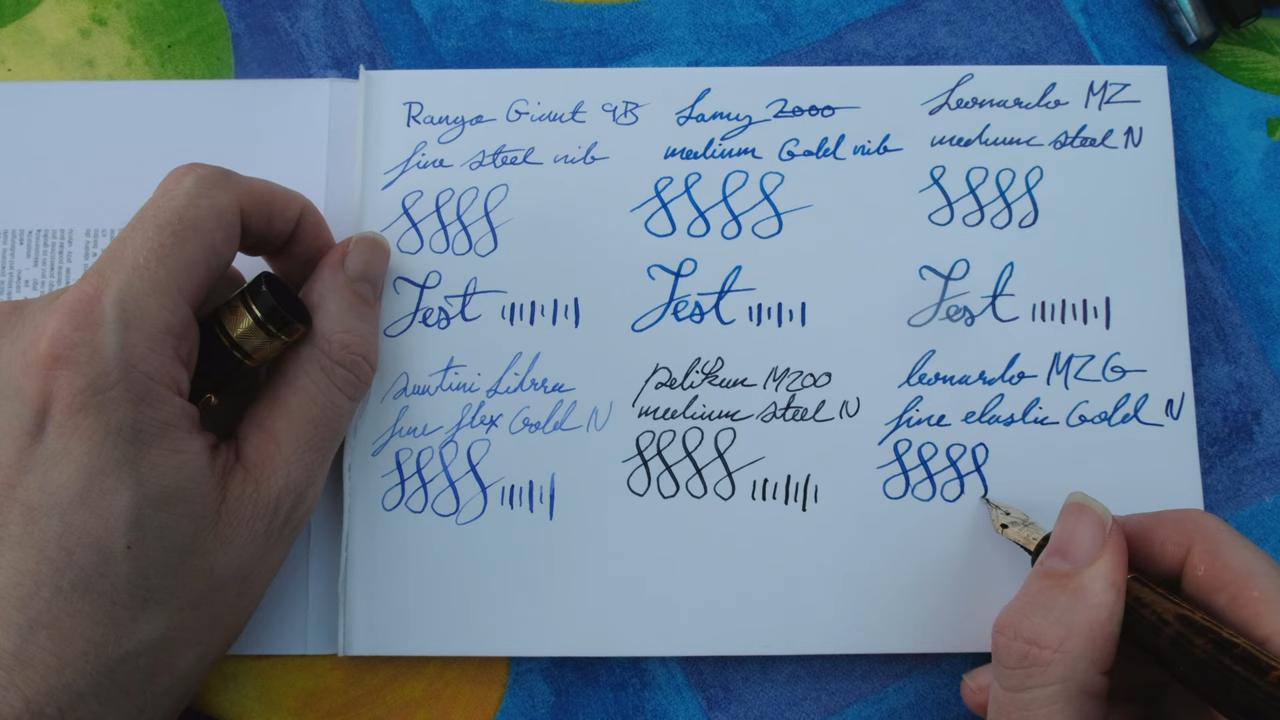 Ranga Giant 9B
fine steel nib
Test
Lamy 2000
medium Gold nib
Test
Leonardo MZ
medium steel N
Test
Santini Libra
fine flex Gold N
Pelikan M200
medium steel N
Leonardo MZG
fine elastic Gold N